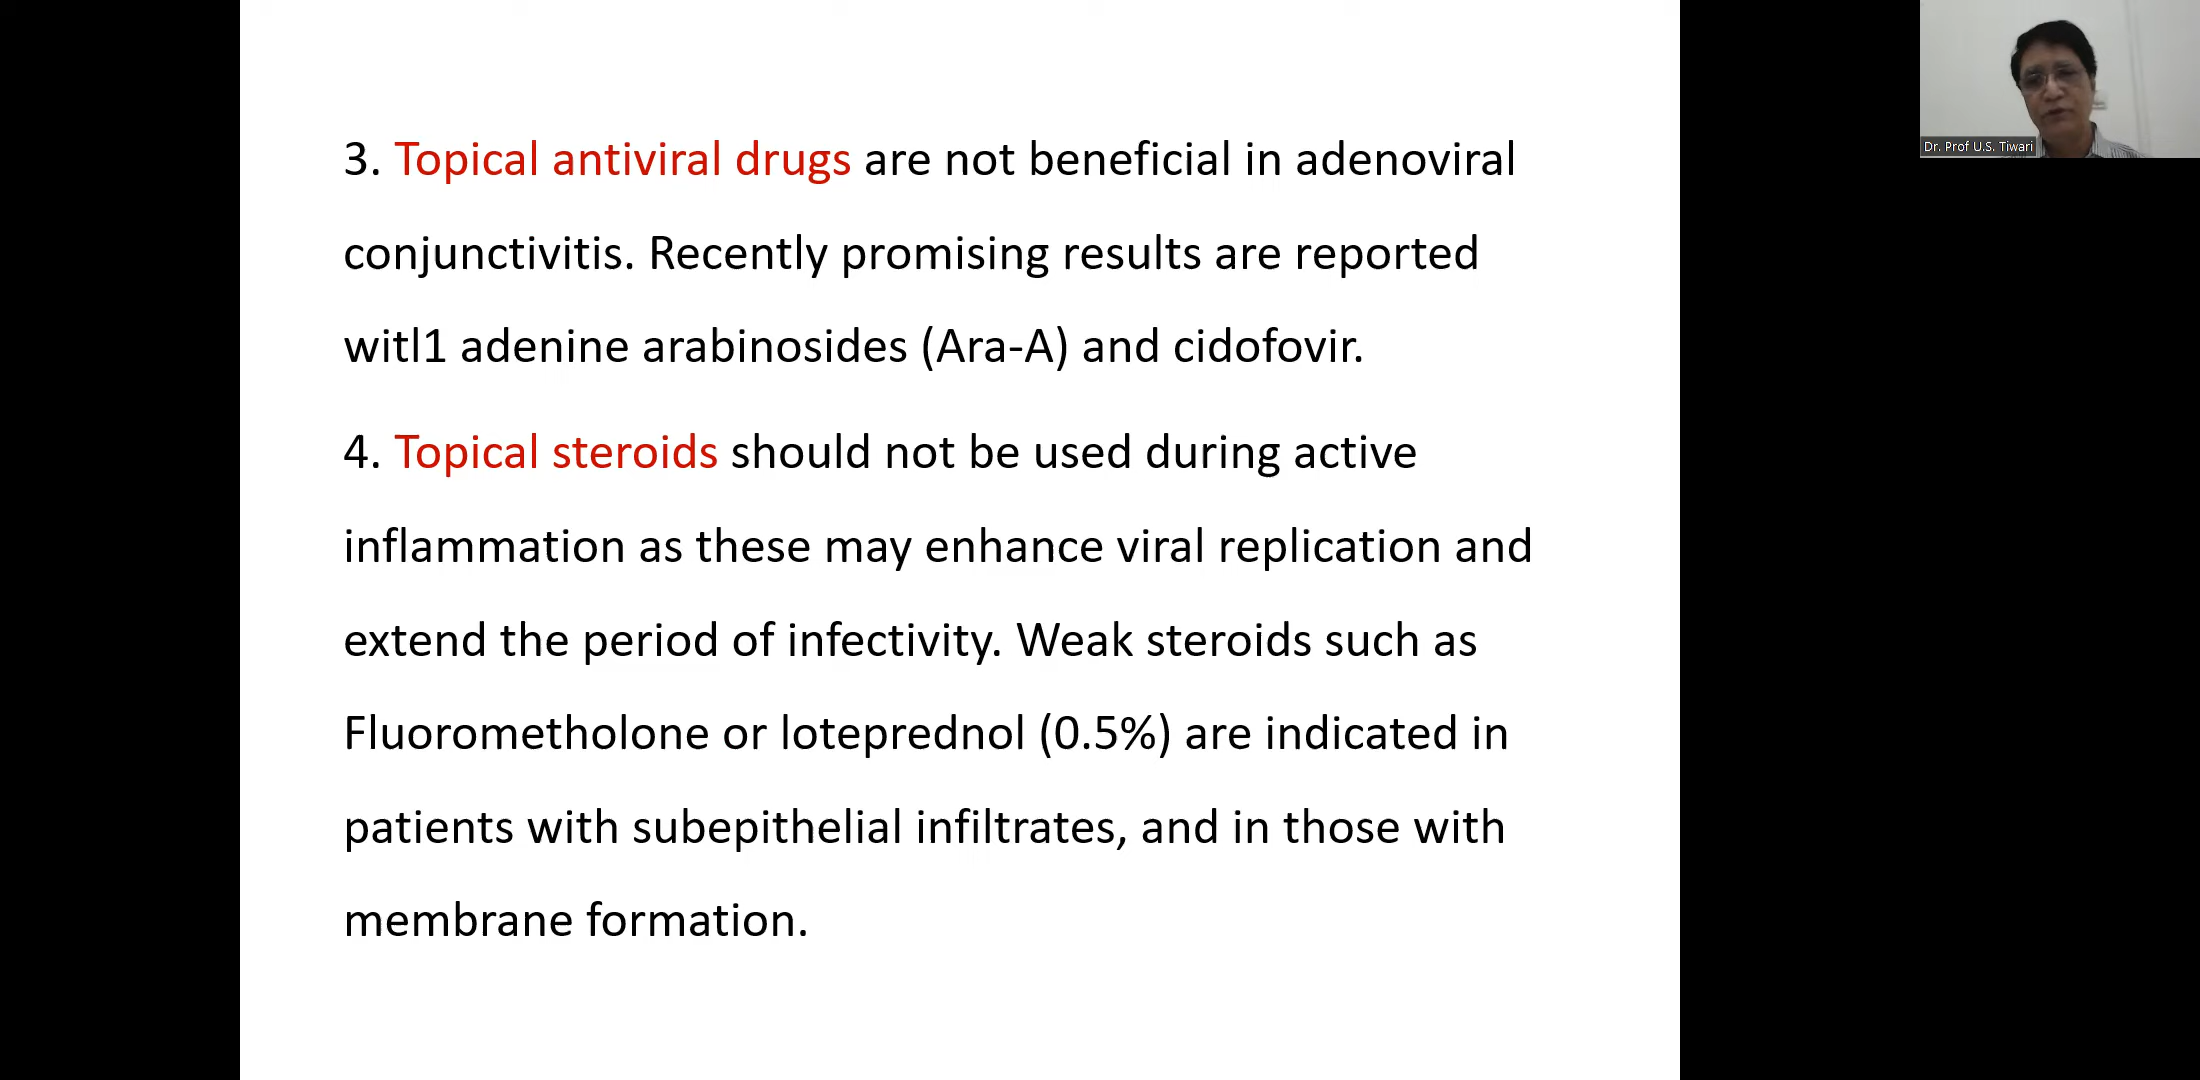 3. Topical antiviral drugs are not beneficial in adenoviral
conjunctivitis. Recently promising results are reported
witl1 adenine arabinosides (Ara-A) and cidofovir.
4. Topical steroids should not be used during active
inflammation as these may enhance viral replication and
extend the period of infectivity. Weak steroids such as
Fluorometholone or loteprednol (0.5%) are indicated in
patients with subepithelial infiltrates, and in those with
membrane formation.
Dr. Prof U.S. Tiwari